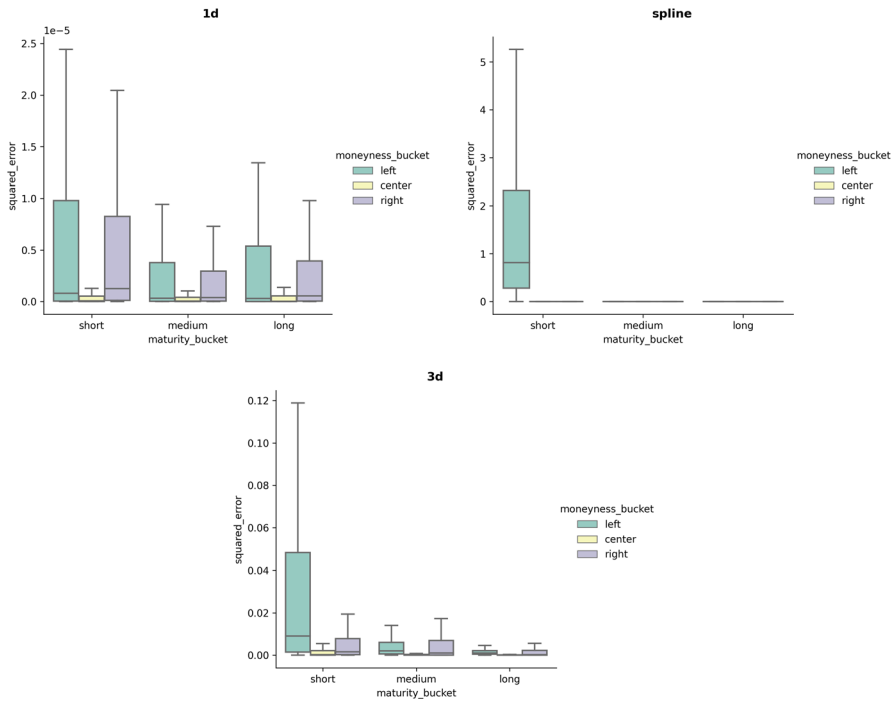 1d
1e−5
2.5
2.0
1.5
1.0
0.5
0.0
squared_error
short medium long
maturity_bucket
moneyness_bucket
left
center
right
spline
5
4
3
2
1
0
squared_error
short medium long
maturity_bucket
moneyness_bucket
left
center
right
3d
0.12
0.10
0.08
0.06
0.04
0.02
0.00
squared_error
short medium long
maturity_bucket
moneyness_bucket
left
center
right